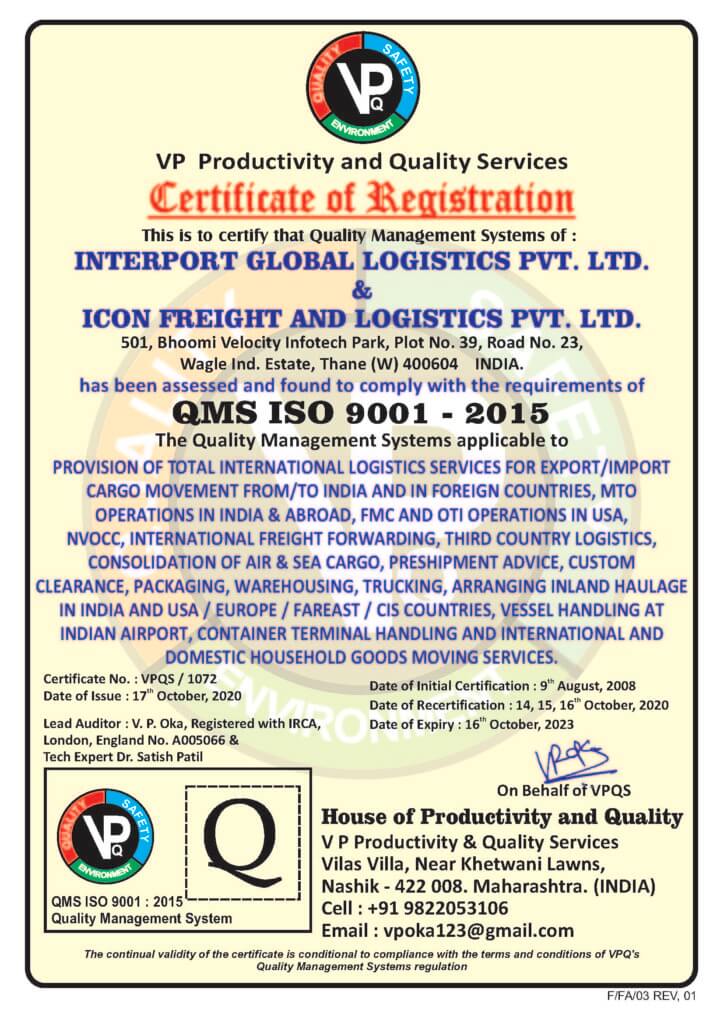 QUALITY SAFETY
VPQ
ENVIRONMENT
VP Productivity and Quality Services
Certificate of Registration
This is to certify that Quality Management Systems of :
INTERPORT GLOBAL LOGISTICS PVT. LTD.
&
ICON FREIGHT AND LOGISTICS PVT. LTD.
501, Bhoomi Velocity Infotech Park, Plot No. 39, Road No. 23,
Wagle Ind. Estate, Thane (W) 400604 INDIA.
has been assessed and found to comply with the requirements of
QMS ISO 9001 - 2015
The Quality Management Systems applicable to
PROVISION OF TOTAL INTERNATIONAL LOGISTICS SERVICES FOR EXPORT/IMPORT
CARGO MOVEMENT FROM/TO INDIA AND IN FOREIGN COUNTRIES, MTO
OPERATIONS IN INDIA & ABROAD, FMC AND OTI OPERATIONS IN USA,
NVOCC, INTERNATIONAL FREIGHT FORWARDING, THIRD COUNTRY LOGISTICS,
CONSOLIDATION OF AIR & SEA CARGO, PRESHIPMENT ADVICE, CUSTOM
CLEARANCE, PACKAGING, WAREHOUSING, TRUCKING, ARRANGING INLAND HAULAGE
IN INDIA AND USA / EUROPE / FAREAST / CIS COUNTRIES, VESSEL HANDLING AT
INDIAN AIRPORT, CONTAINER TERMINAL HANDLING AND INTERNATIONAL AND
DOMESTIC HOUSEHOLD GOODS MOVING SERVICES.
Certificate No. : VPQS / 1072
Date of Issue : 17th October, 2020
Lead Auditor : V. P. Oka, Registered with IRCA,
London, England No. A005066 &
Tech Expert Dr. Satish Patil
Date of Initial Certification : 9th August, 2008
Date of Recertification : 14, 15, 16th October, 2020
Date of Expiry : 16th October, 2023
On Behalf of VPQS
QUALITY SAFETY
VPQ
ENVIRONMENT
Q
QMS ISO 9001 : 2015
Quality Management System
House of Productivity and Quality
V P Productivity & Quality Services
Vilas Villa, Near Khetwani Lawns,
Nashik - 422 008. Maharashtra. (INDIA)
Cell : +91 9822053106
Email : vpoka123@gmail.com
The continual validity of the certificate is conditional to compliance with the terms and conditions of VPQ's
Quality Management Systems regulation
F/FA/03 REV, 01